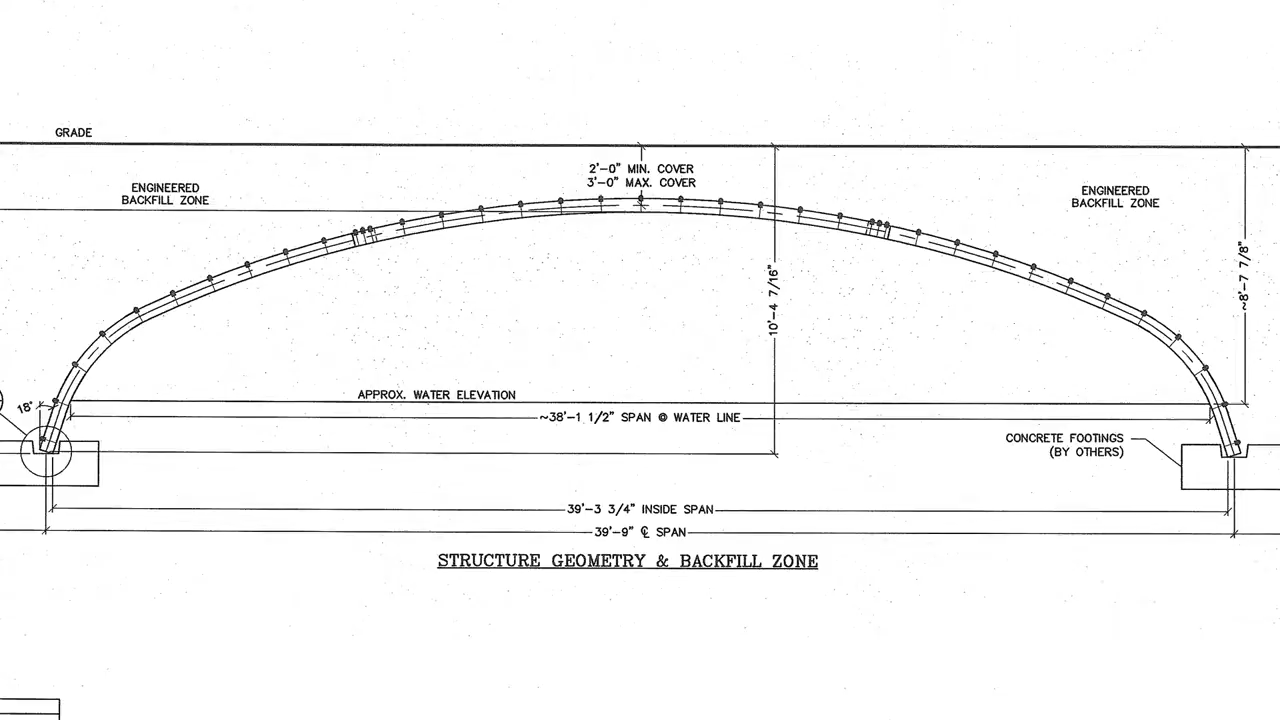 GRADE
2'-0" MIN. COVER
3'-0" MAX. COVER
ENGINEERED
BACKFILL ZONE
ENGINEERED
BACKFILL ZONE
10'-4 7/16"
~8'-7 7/8"
APPROX. WATER ELEVATION
18"
~38'-1 1/2" SPAN @ WATER LINE
CONCRETE FOOTINGS
(BY OTHERS)
39'-3 3/4" INSIDE SPAN
39'-9" ℄ SPAN
STRUCTURE GEOMETRY & BACKFILL ZONE